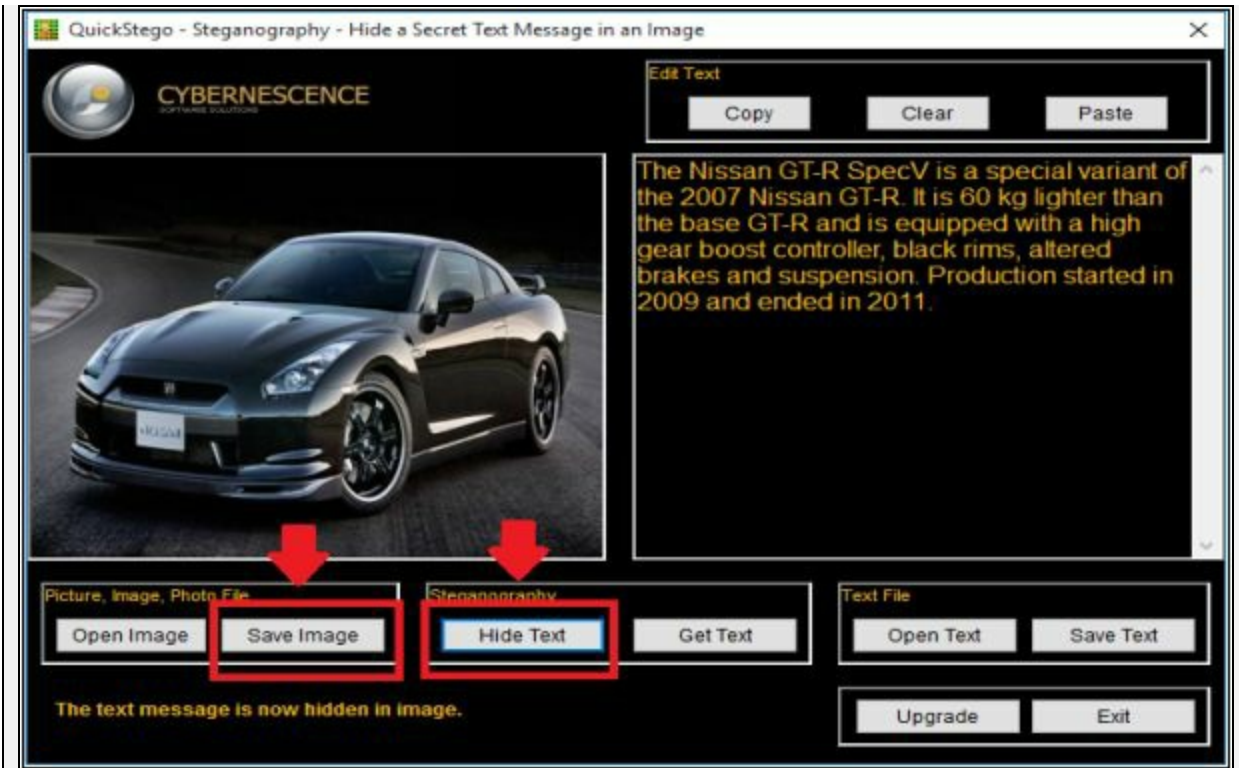 QuickStego - Steganography - Hide a Secret Text Message in an Image
CYBERNESCENCE
SOFTWARE SOLUTIONS
Edit Text
Copy Clear Paste
The Nissan GT-R SpecV is a special variant of
the 2007 Nissan GT-R. It is 60 kg lighter than
the base GT-R and is equipped with a high
gear boost controller, black rims, altered
brakes and suspension. Production started in
2009 and ended in 2011.
Picture, Image, Photo File
Open Image Save Image
Steganography
Hide Text Get Text
Text File
Open Text Save Text
The text message is now hidden in image.
Upgrade Exit